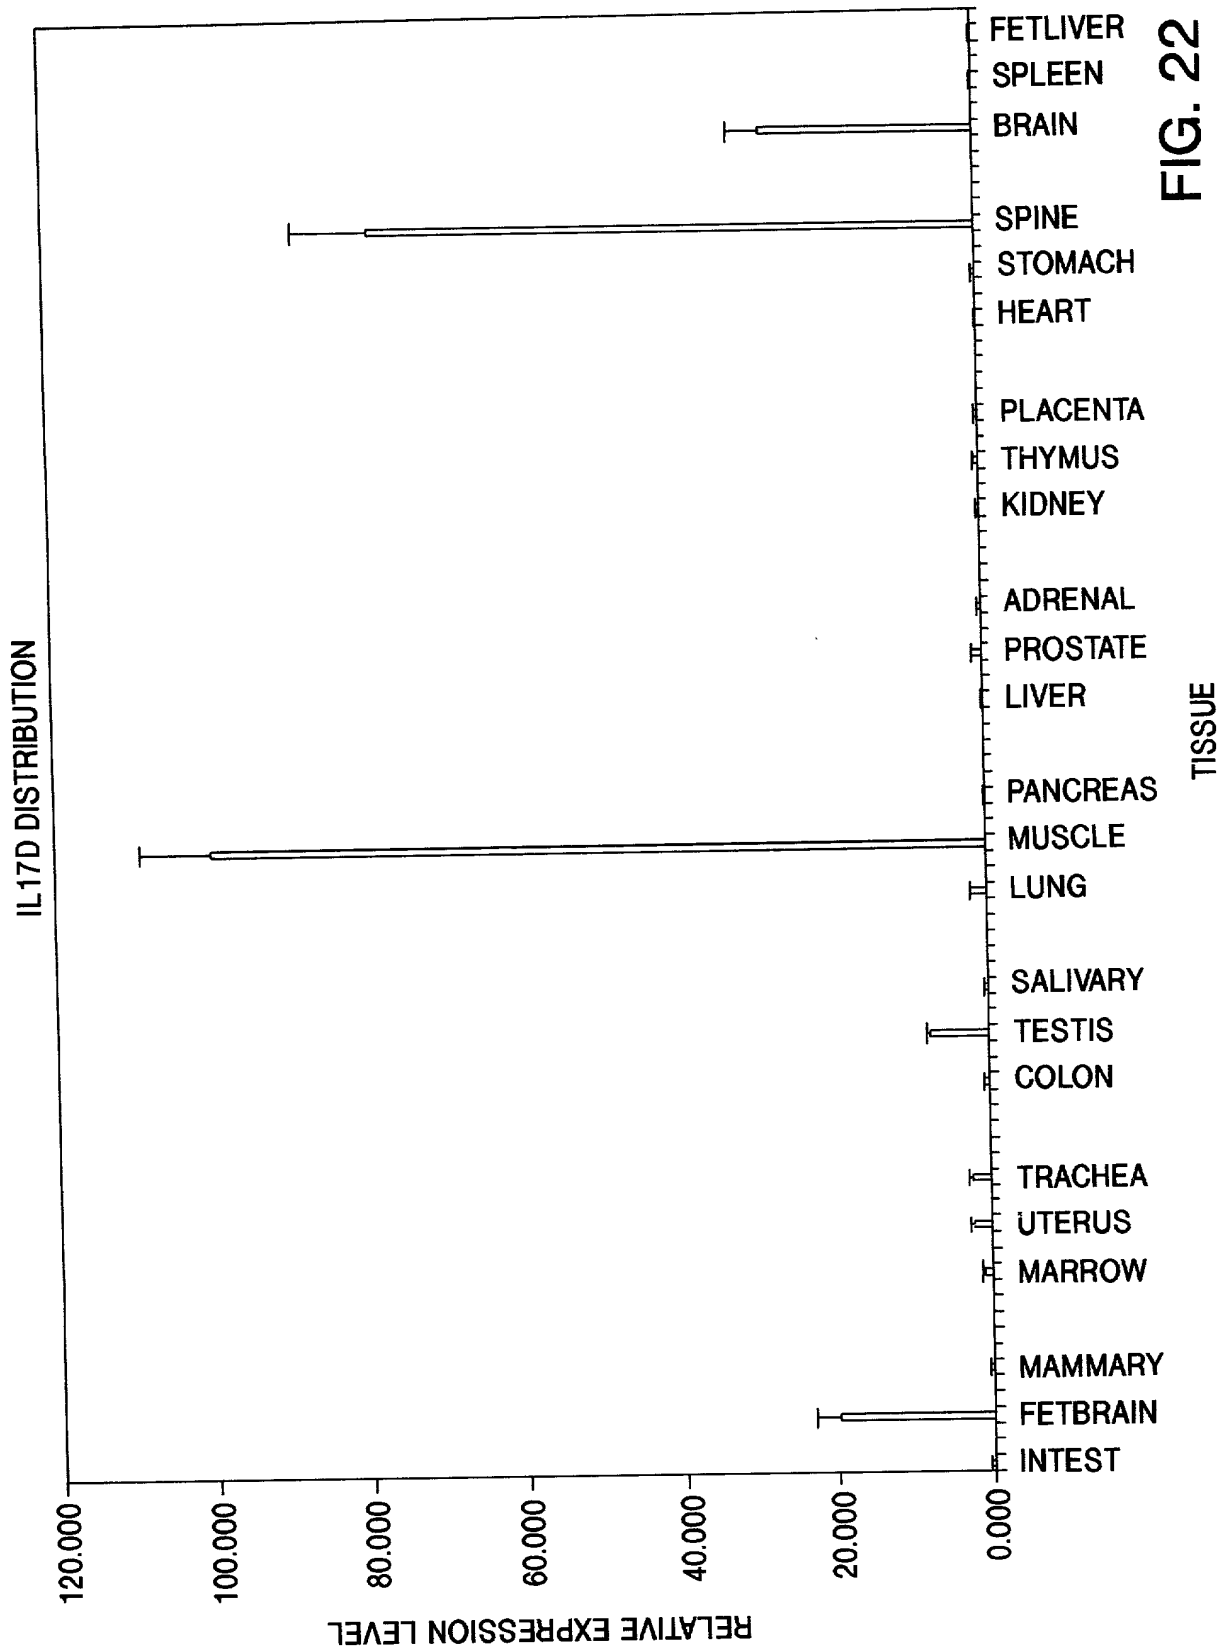 IL17D DISTRIBUTION
RELATIVE EXPRESSION LEVEL
120.000
100.000
80.000
60.000
40.000
20.000
0.000
INTEST
FETBRAIN
MAMMARY
MARROW
UTERUS
TRACHEA
COLON
TESTIS
SALIVARY
LUNG
MUSCLE
PANCREAS
LIVER
PROSTATE
ADRENAL
KIDNEY
THYMUS
PLACENTA
HEART
STOMACH
SPINE
BRAIN
SPLEEN
FETLIVER
TISSUE
FIG. 22